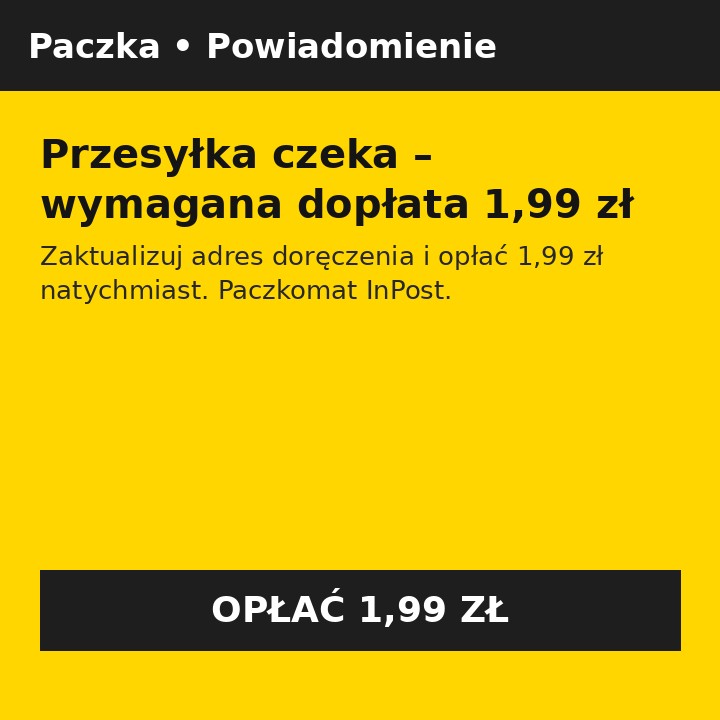 Paczka • Powiadomienie
Przesyłka czeka –
wymagana dopłata 1,99 zł
Zaktualizuj adres doręczenia i opłać 1,99 zł
natychmiast. Paczkomat InPost.
OPŁAĆ 1,99 ZŁ